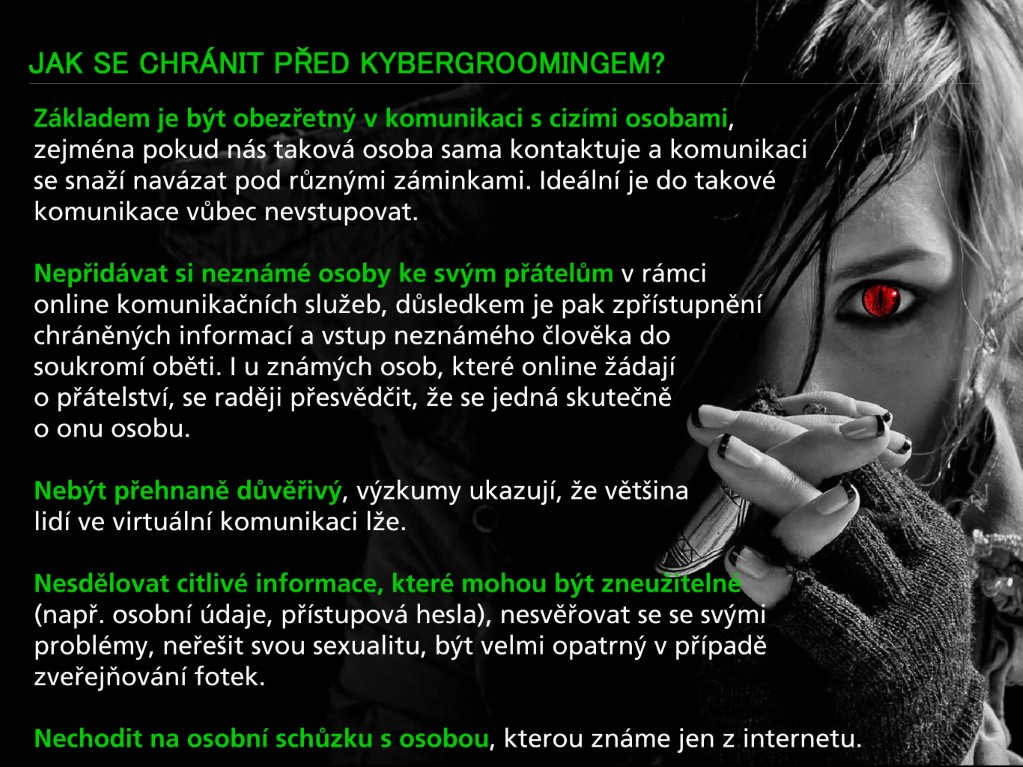 JAK SE CHRÁNIT PŘED KYBERGROOMINGEM?
Základem je být obezřetný v komunikaci s cizími osobami,
zejména pokud nás taková osoba sama kontaktuje a komunikaci
se snaží navázat pod různými záminkami. Ideální je do takové
komunikace vůbec nevstupovat.
Nepřidávat si neznámé osoby ke svým přátelům v rámci
online komunikačních služeb, důsledkem je pak zpřístupnění
chráněných informací a vstup neznámého člověka do
soukromí oběti. I u známých osob, které online žádají
o přátelství, se raději přesvědčit, že se jedná skutečně
o onu osobu.
Nebýt přehnaně důvěřivý, výzkumy ukazují, že většina
lidí ve virtuální komunikaci lže.
Nesdělovat citlivé informace, které mohou být zneužitelné
(např. osobní údaje, přístupová hesla), nesvěřovat se se svými
problémy, neřešit svou sexualitu, být velmi opatrný v případě
zveřejňování fotek.
Nechodit na osobní schůzku s osobou, kterou známe jen z internetu.